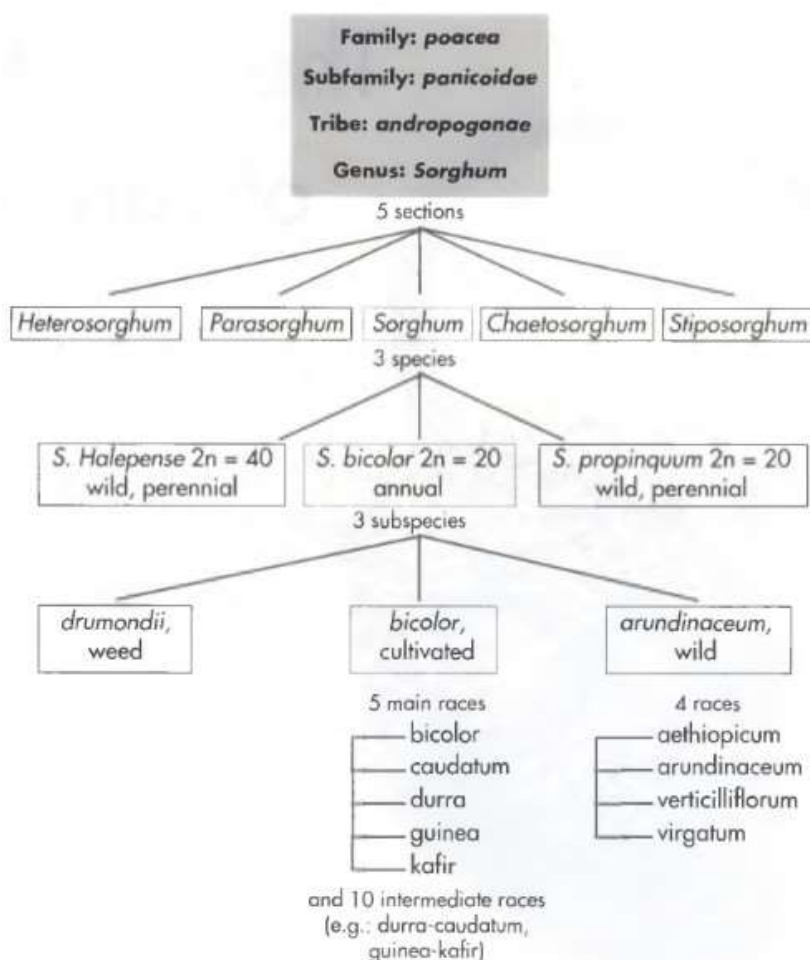 Family: poacea
Subfamily: panicoidae
Tribe: andropogonae
Genus: Sorghum
5 sections
Heterosorghum
Parasorghum
Sorghum
Chaetosorghum
Stiposorghum
3 species
S. Halepense 2n = 40
wild, perennial
S. bicolor 2n = 20
annual
S. propinquum 2n = 20
wild, perennial
3 subspecies
drumondii,
weed
bicolor,
cultivated
arundinaceum,
wild
5 main races
bicolor
caudatum
durra
guinea
kafir
and 10 intermediate races
(e.g.: durra-caudatum,
guinea-kafir)
4 races
aethiopicum
arundinaceum
verticilliflorum
virgatum